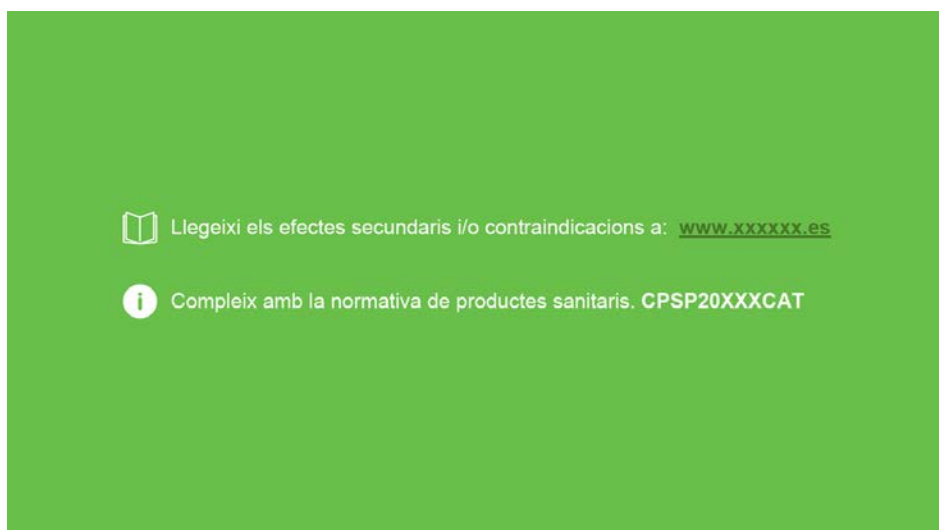 Llegeixi els efectes secundaris i/o contraindicacions a: www.xxxxxx.es
Compleix amb la normativa de productes sanitaris. CPSP20XXXCAT